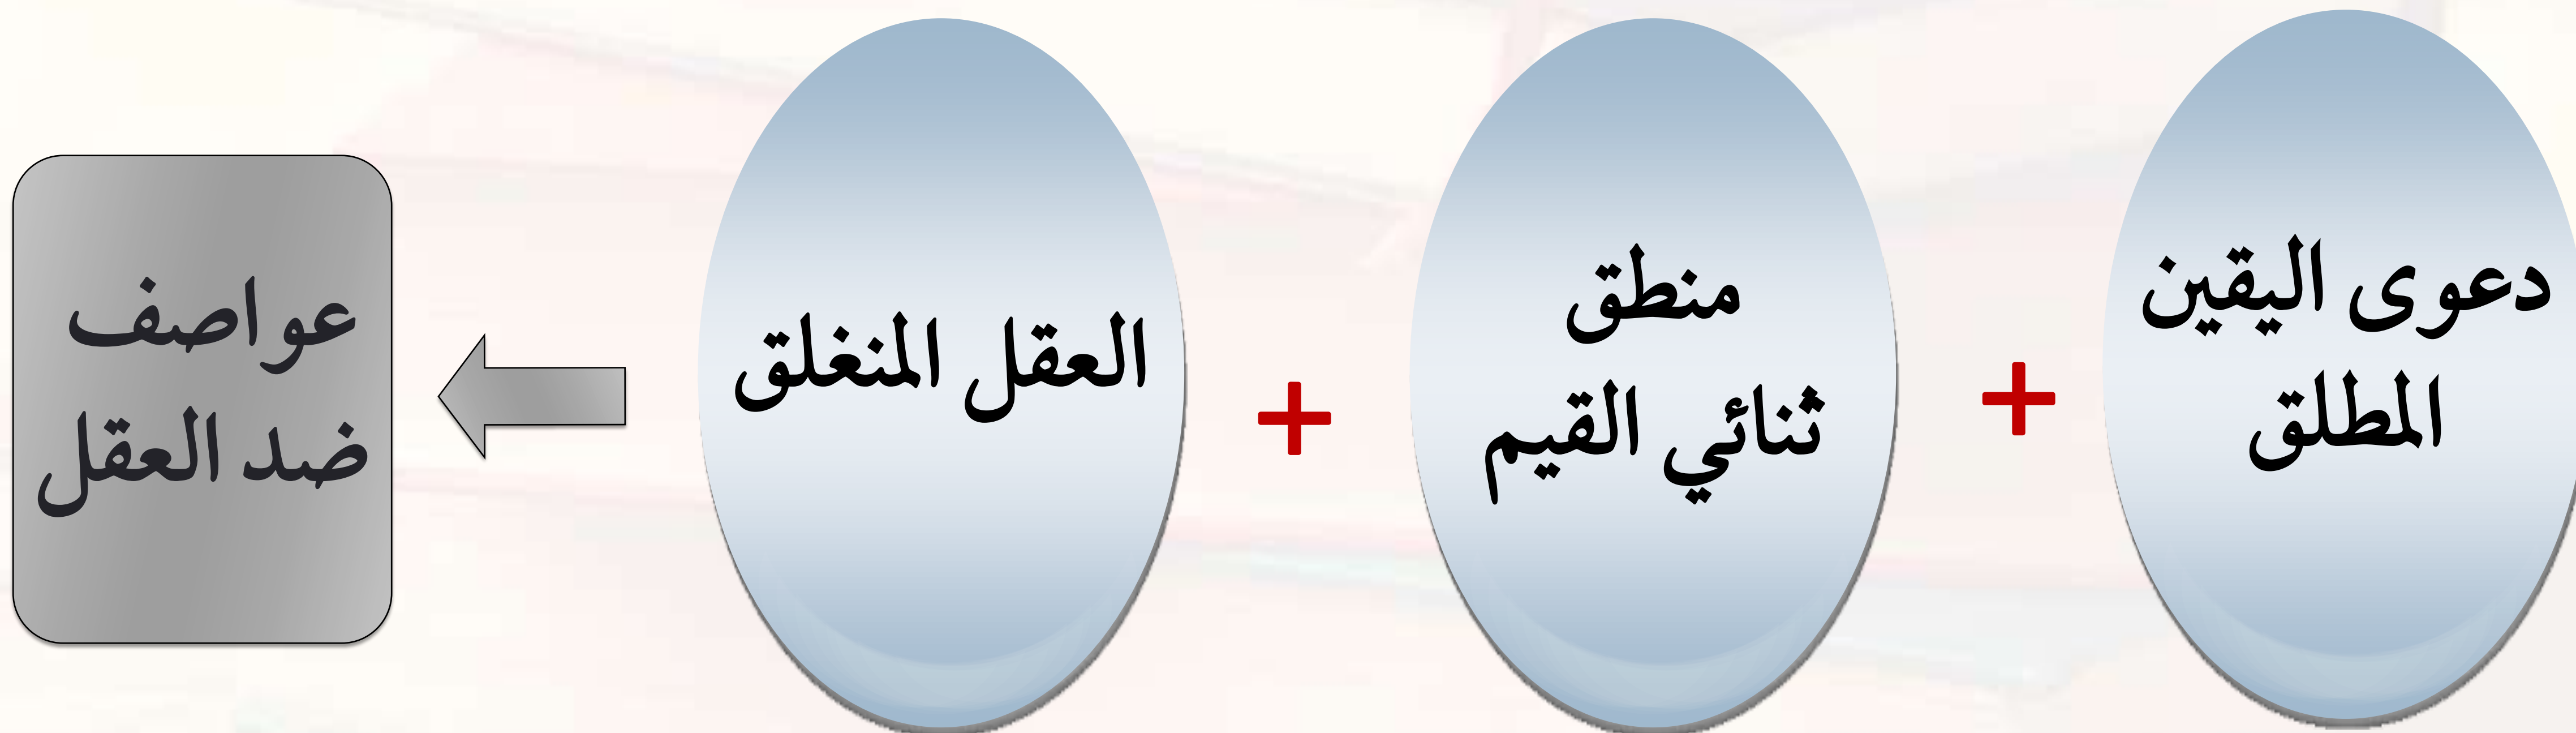 دعوى اليقين
المطلق
+
منطق
ثنائي القيم
+
العقل المنغلق
عواصف
ضد العقل